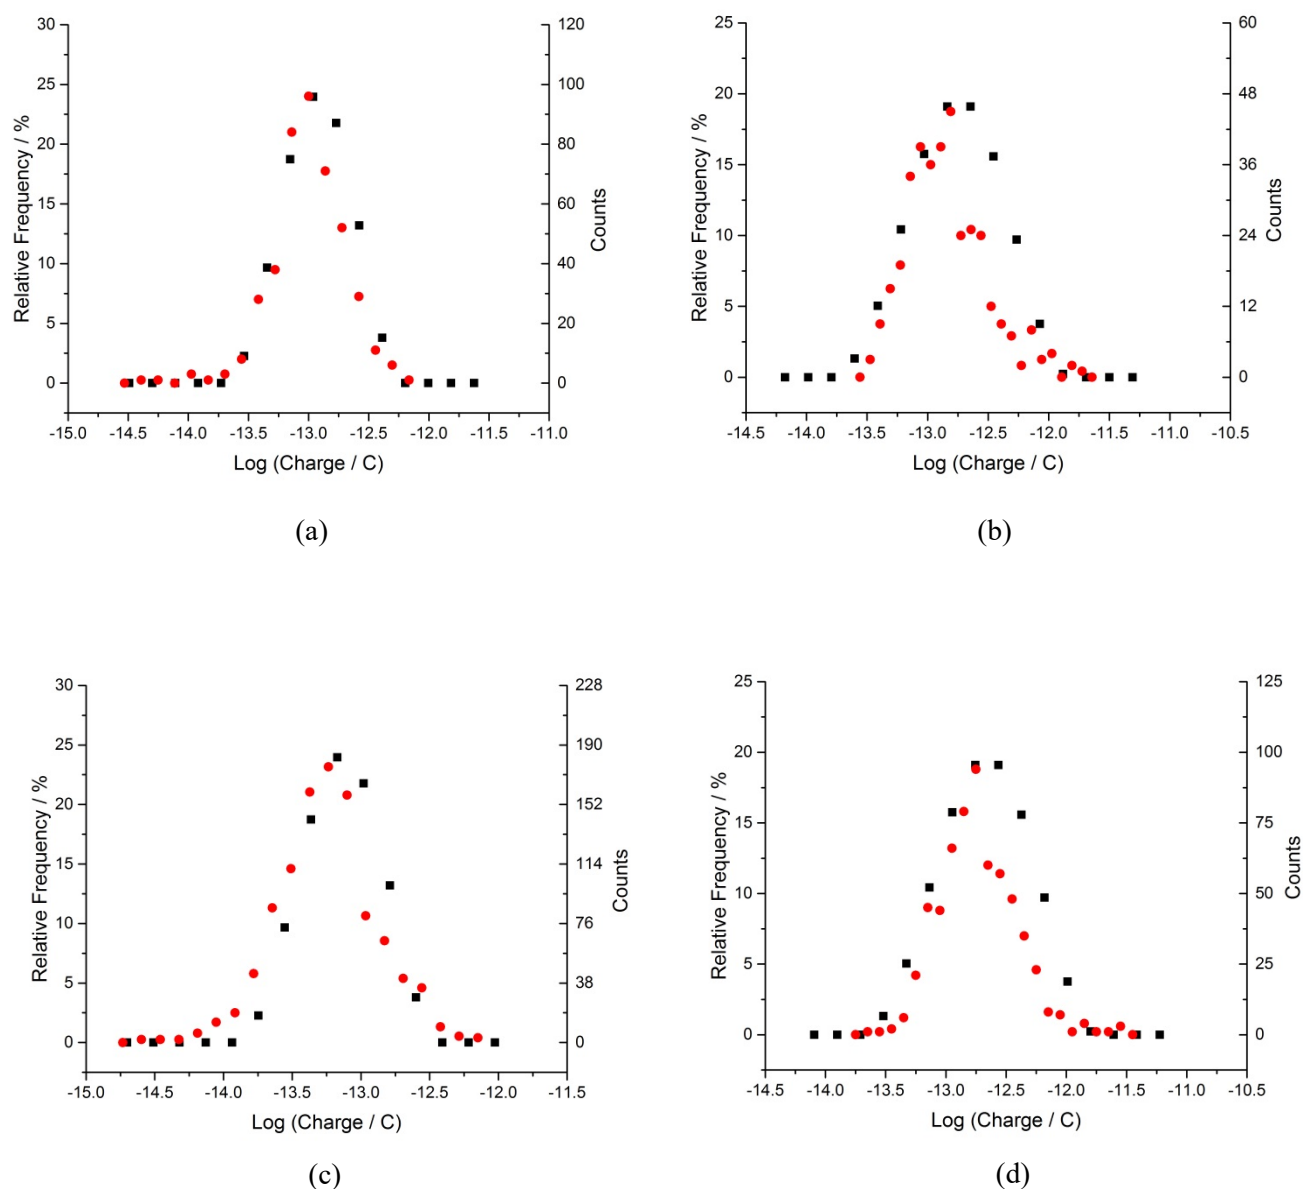 30
25
20
15
10
5
0
Relative Frequency / %
120
100
80
60
40
20
0
Counts
-15.0 -14.5 -14.0 -13.5 -13.0 -12.5 -12.0 -11.5 -11.0
Log (Charge / C)
(a)
25
20
15
10
5
0
Relative Frequency / %
60
48
36
24
12
0
Counts
-14.5 -14.0 -13.5 -13.0 -12.5 -12.0 -11.5 -11.0 -10.5
Log (Charge / C)
(b)
30
25
20
15
10
5
0
Relative Frequency / %
228
190
152
114
76
38
0
Counts
-15.0 -14.5 -14.0 -13.5 -13.0 -12.5 -12.0 -11.5
Log (Charge / C)
(c)
25
20
15
10
5
0
Relative Frequency / %
125
100
75
50
25
0
Counts
-14.5 -14.0 -13.5 -13.0 -12.5 -12.0 -11.5 -11.0 -10.5
Log (Charge / C)
(d)